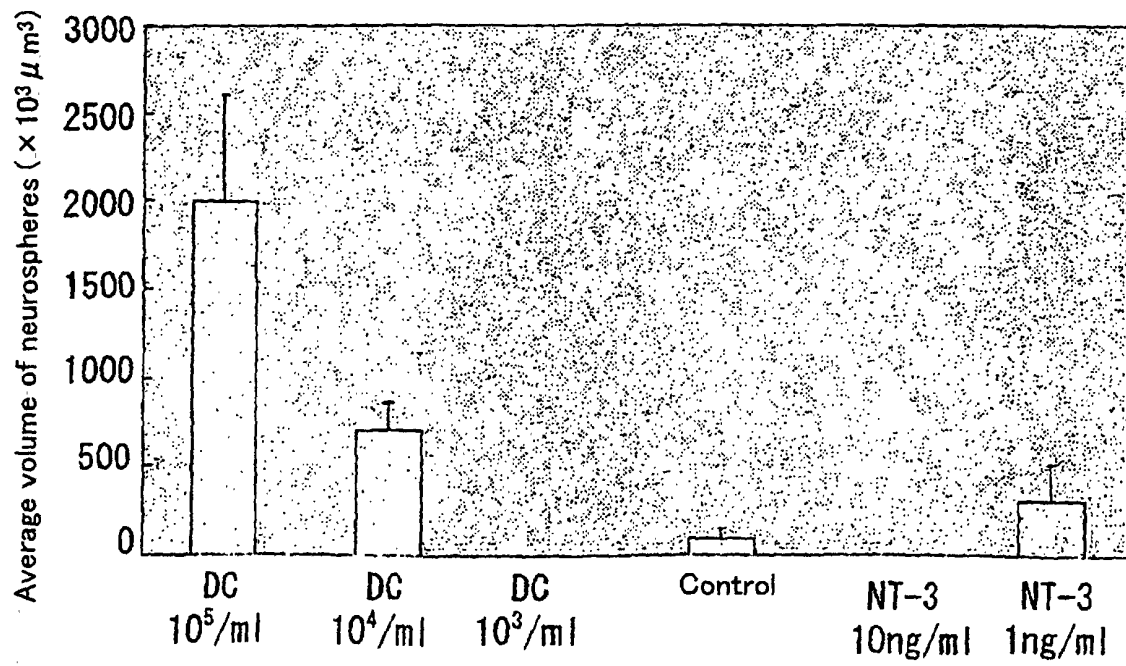 Average volume of neurospheres (× 10³ μm³)
3000
2500
2000
1500
1000
500
0
DC
10⁵/ml
DC
10⁴/ml
DC
10³/ml
Control
NT-3
10ng/ml
NT-3
1ng/ml